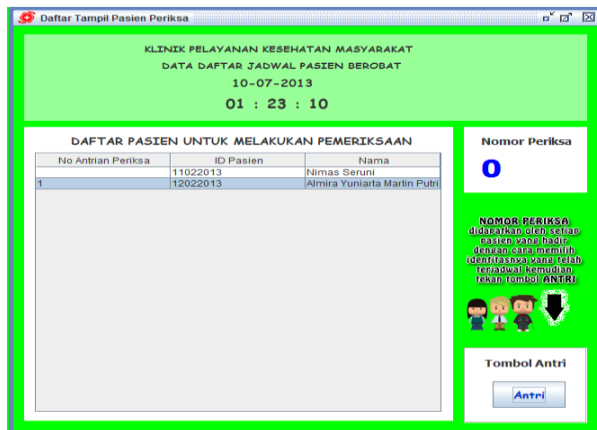 Daftar Tampil Pasien Periksa
KLINIK PELAYANAN KESEHATAN MASYARAKAT
DATA DAFTAR JADWAL PASIEN BEROBAT
10-07-2013
01 : 23 : 10
DAFTAR PASIEN UNTUK MELAKUKAN PEMERIKSAAN
No Antrian Periksa ID Pasien Nama
11022013 Nimas Seruni
1 12022013 Almira Yuniarta Martin Putri
Nomor Periksa
0
NOMOR PERIKSA
didapatkan oleh setiap
pasien yang hadir
dengan cara memilih
identitasnya yang telah
terjadwal kemudian
tekan tombol ANTRI
Tombol Antri
Antri